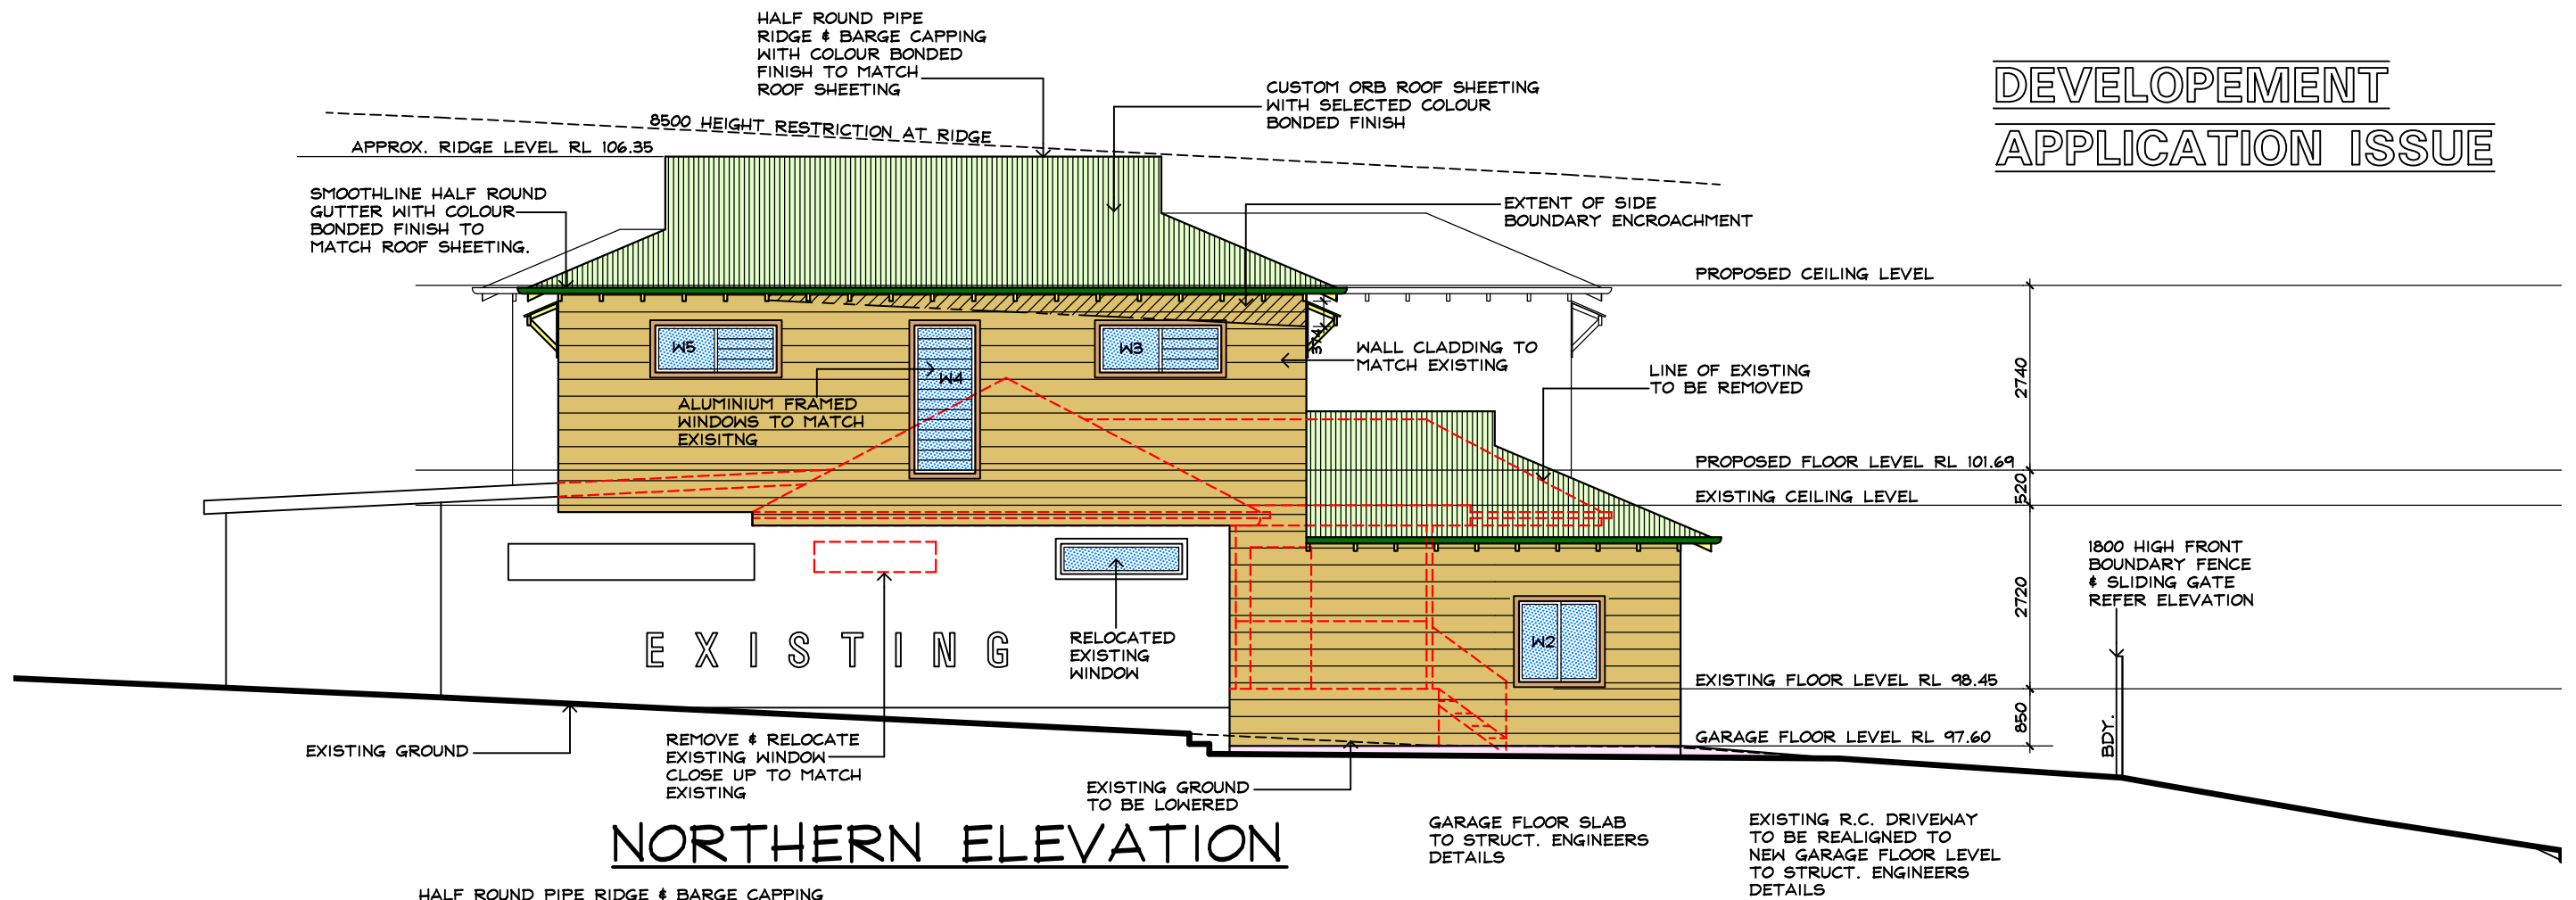 HALF ROUND PIPE
RIDGE & BARGE CAPPING
WITH COLOUR BONDED
FINISH TO MATCH
ROOF SHEETING
CUSTOM ORB ROOF SHEETING
WITH SELECTED COLOUR
BONDED FINISH
DEVELOPEMENT
APPLICATION ISSUE
8500 HEIGHT RESTRICTION AT RIDGE
APPROX. RIDGE LEVEL RL 106.35
SMOOTHLINE HALF ROUND
GUTTER WITH COLOUR
BONDED FINISH TO
MATCH ROOF SHEETING.
EXTENT OF SIDE
BOUNDARY ENCROACHMENT
PROPOSED CEILING LEVEL
W5
W4
W3
WALL CLADDING TO
MATCH EXISTING
LINE OF EXISTING
TO BE REMOVED
2740
ALUMINIUM FRAMED
WINDOWS TO MATCH
EXISITNG
PROPOSED FLOOR LEVEL RL 101.69
520
EXISTING CEILING LEVEL
2720
1800 HIGH FRONT
BOUNDARY FENCE
& SLIDING GATE
REFER ELEVATION
EXISTING
RELOCATED
EXISTING
WINDOW
W2
EXISTING FLOOR LEVEL RL 98.45
850
BDY.
GARAGE FLOOR LEVEL RL 97.60
EXISTING GROUND
REMOVE & RELOCATE
EXISTING WINDOW
CLOSE UP TO MATCH
EXISTING
EXISTING GROUND
TO BE LOWERED
NORTHERN ELEVATION
GARAGE FLOOR SLAB
TO STRUCT. ENGINEERS
DETAILS
EXISTING R.C. DRIVEWAY
TO BE REALIGNED TO
NEW GARAGE FLOOR LEVEL
TO STRUCT. ENGINEERS
DETAILS
HALF ROUND PIPE RIDGE & BARGE CAPPING